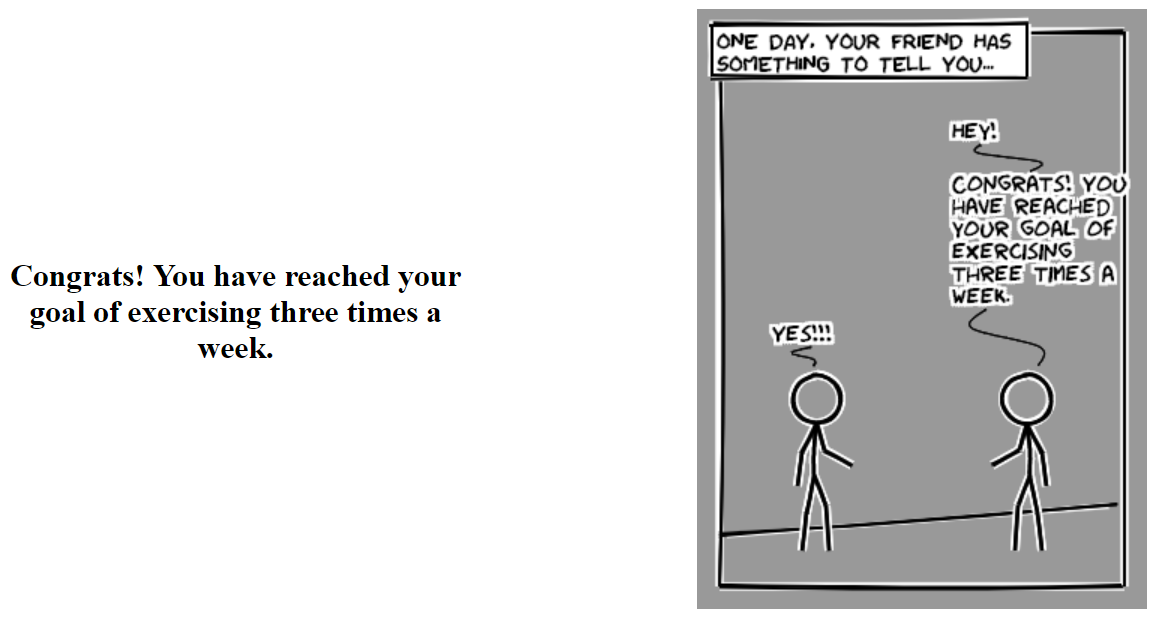 Congrats! You have reached your
goal of exercising three times a
week.
ONE DAY, YOUR FRIEND HAS
SOMETHING TO TELL YOU...
HEY!
CONGRATS! YOU
HAVE REACHED
YOUR GOAL OF
EXERCISING
THREE TIMES A
WEEK.
YES!!!